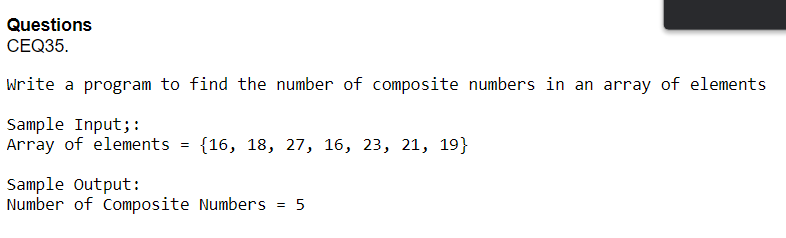 Questions
CEQ35.
Write a program to find the number of composite numbers in an array of elements
Sample Input;:
Array of elements = {16, 18, 27, 16, 23, 21, 19}
Sample Output:
Number of Composite Numbers = 5